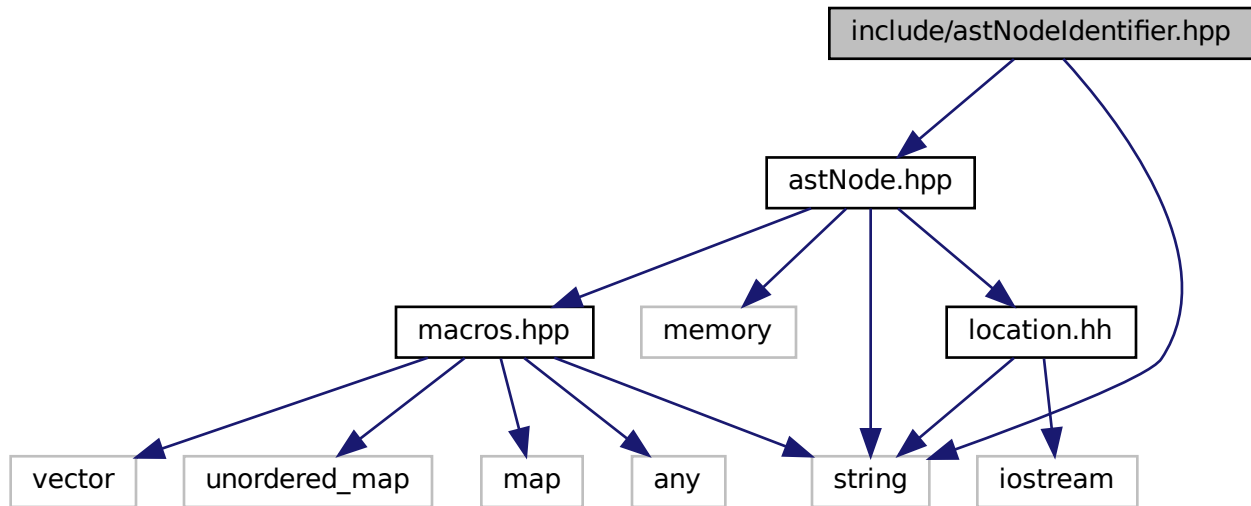 include/astNodeIdentifier.hpp
astNode.hpp
macros.hpp
memory
location.hh
vector
unordered_map
map
any
string
iostream